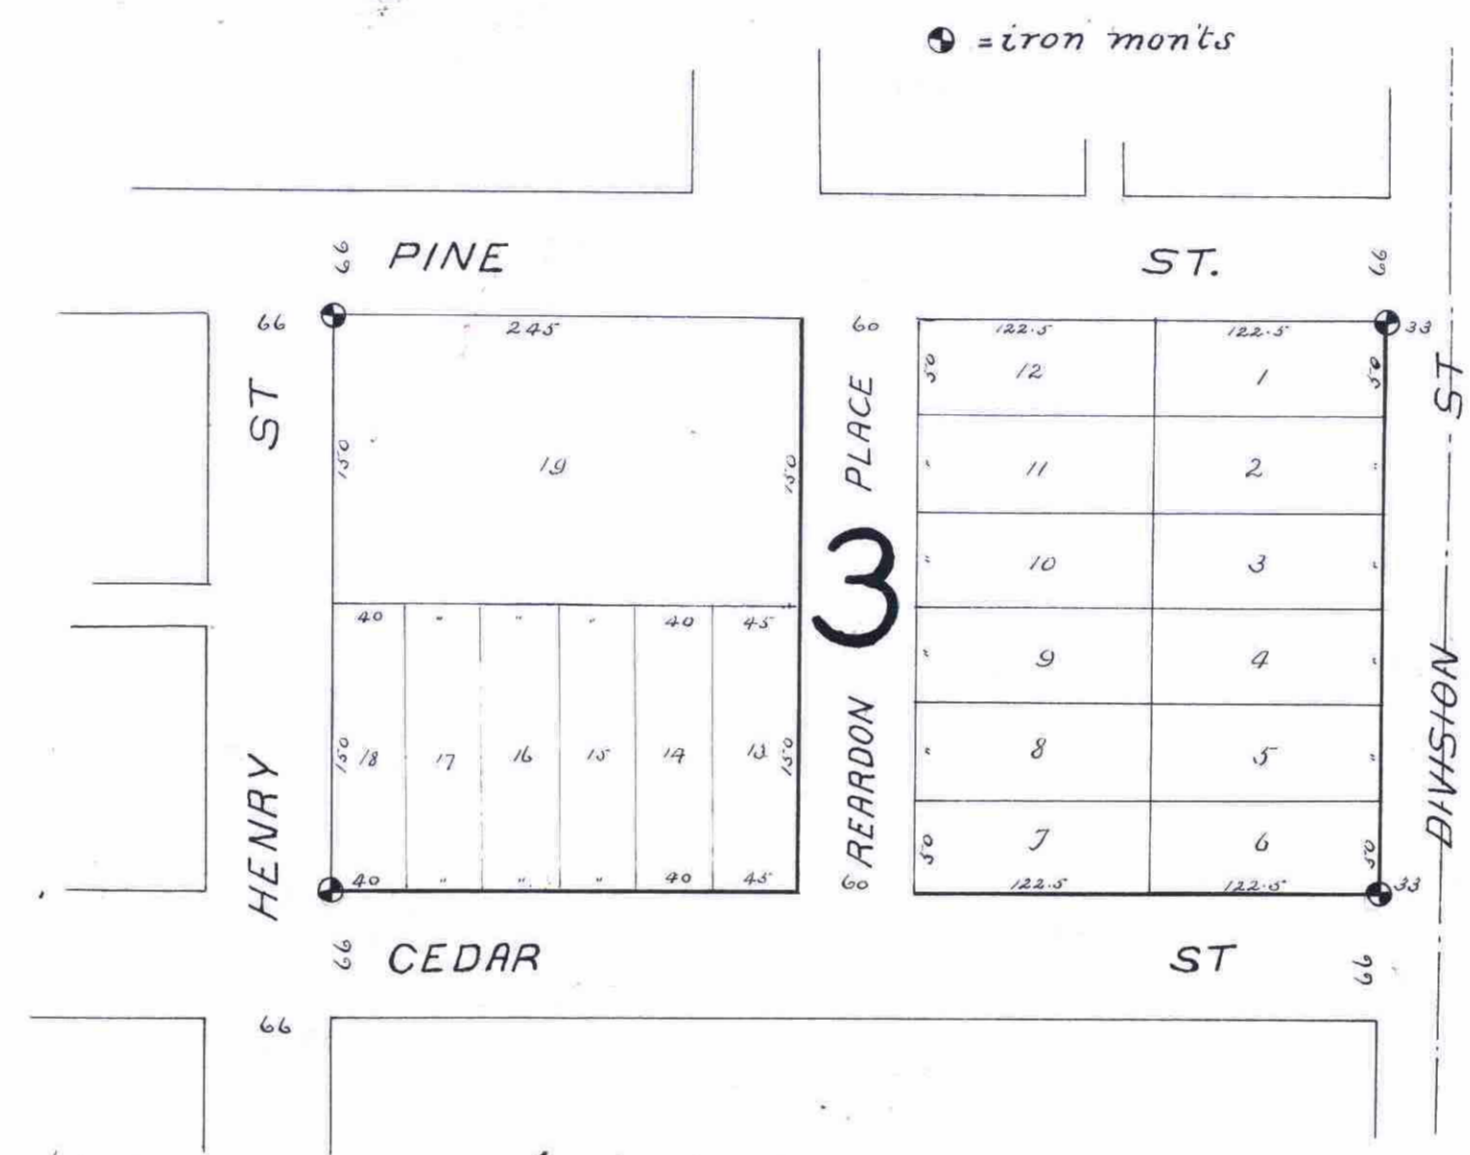 = iron mon'ts
66 PINE ST. 66
66 245 60 122.5 122.5 33
ST
150 19 150
PLACE
50 12 1 50
" 11 2 "
3
" 10 3 "
" 9 4 "
" 8 5 "
50 7 6 50
40 " " " 40 45
150 18 17 16 15 14 13 150
40 " " " 40 45
HENRY
REARDON
DIVISION ST
60 122.5 122.5 33
66 CEDAR ST 66
66